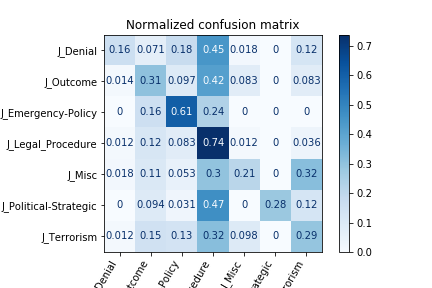 Normalized confusion matrix
J_Denial 0.16 0.071 0.18 0.45 0.018 0 0.12
J_Outcome 0.014 0.31 0.097 0.42 0.083 0 0.083
J_Emergency-Policy 0 0.16 0.61 0.24 0 0 0
J_Legal_Procedure 0.012 0.12 0.083 0.74 0.012 0 0.036
J_Misc 0.018 0.11 0.053 0.3 0.21 0 0.32
J_Political-Strategic 0 0.094 0.031 0.47 0 0.28 0.12
J_Terrorism 0.012 0.15 0.13 0.32 0.098 0 0.29
0.7
0.6
0.5
0.4
0.3
0.2
0.1
0.0
Denial
tcome
Policy
edure
J_Misc
ategic
rorism